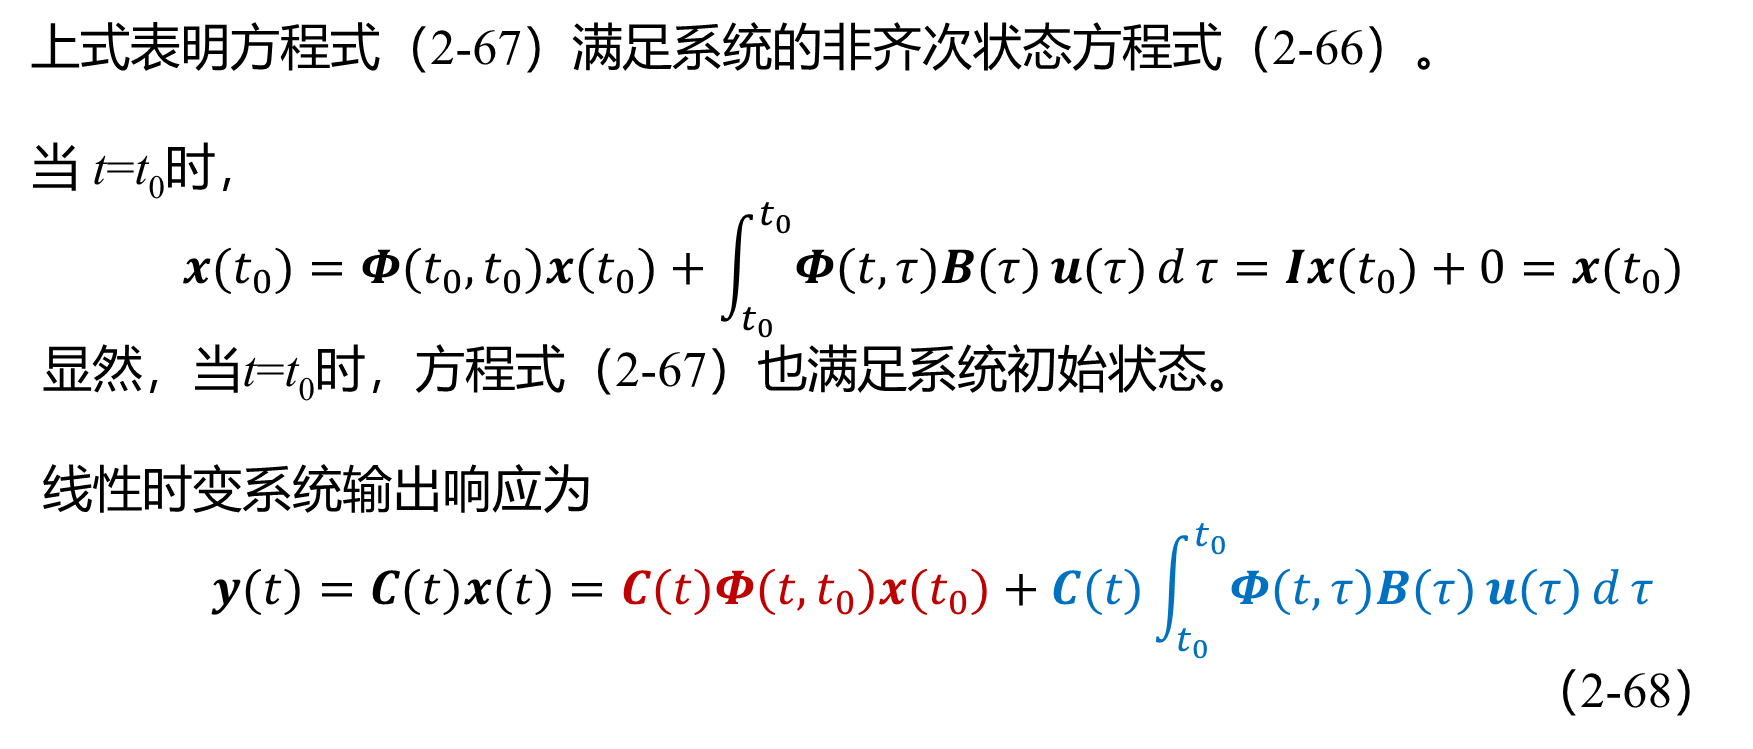 上式表明方程式（2-67）满足系统的非齐次状态方程式（2-66）。
当 t=t₀时，
x(t₀) = Φ(t₀, t₀)x(t₀) + ∫_{t₀}^{t₀} Φ(t, τ)B(τ) u(τ) d τ = Ix(t₀) + 0 = x(t₀)
显然，当t=t₀时，方程式（2-67）也满足系统初始状态。
线性时变系统输出响应为
y(t) = C(t)x(t) = C(t)Φ(t, t₀)x(t₀) + C(t) ∫_{t₀}^{t₀} Φ(t, τ)B(τ) u(τ) d τ
（2-68）